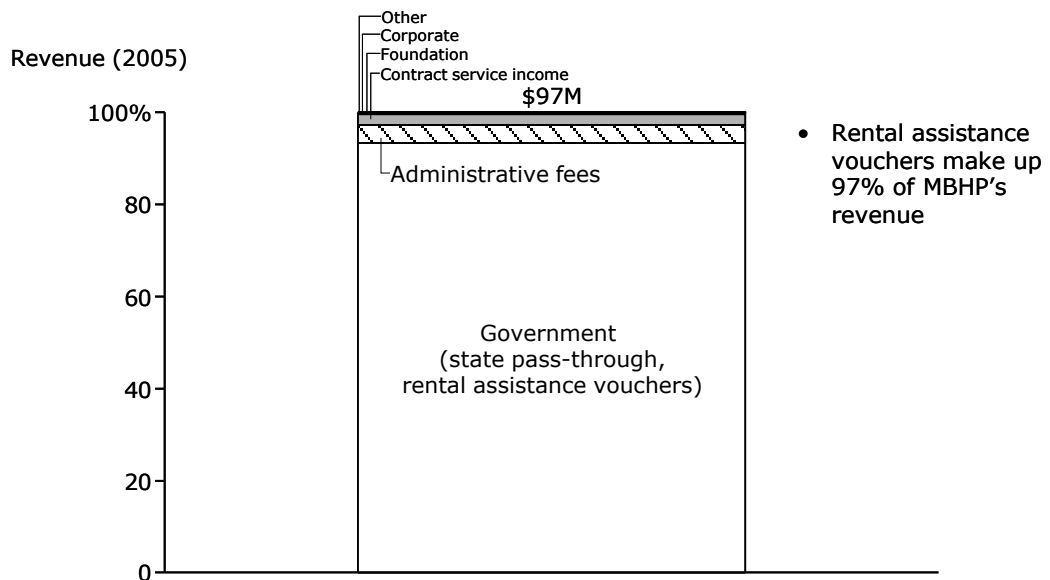 Other
Corporate
Revenue (2005)
Foundation
Contract service income
$97M
100%
80
60
40
20
0
Administrative fees
Government
(state pass-through,
rental assistance vouchers)
• Rental assistance
vouchers make up
97% of MBHP’s
revenue